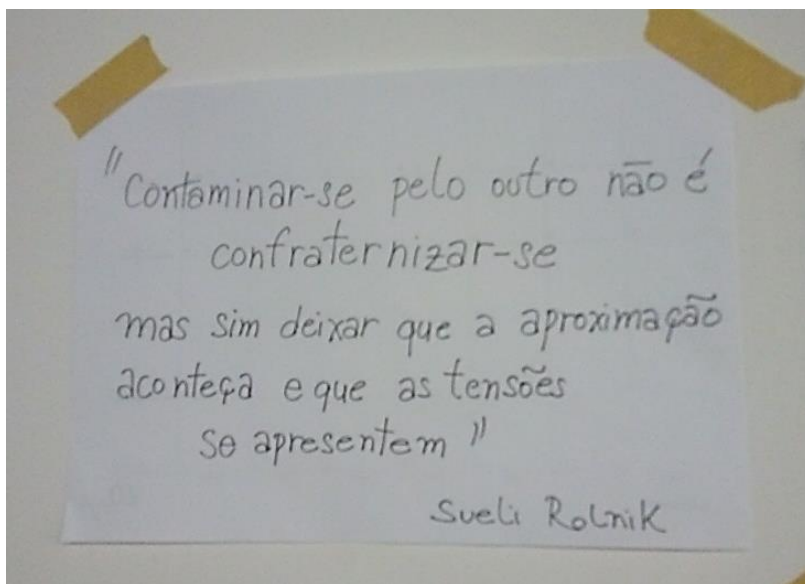 "Contaminar-se pelo outro não é
confraternizar-se
mas sim deixar que a aproximação
aconteça e que as tensões
se apresentem"
Sueli Rolnik